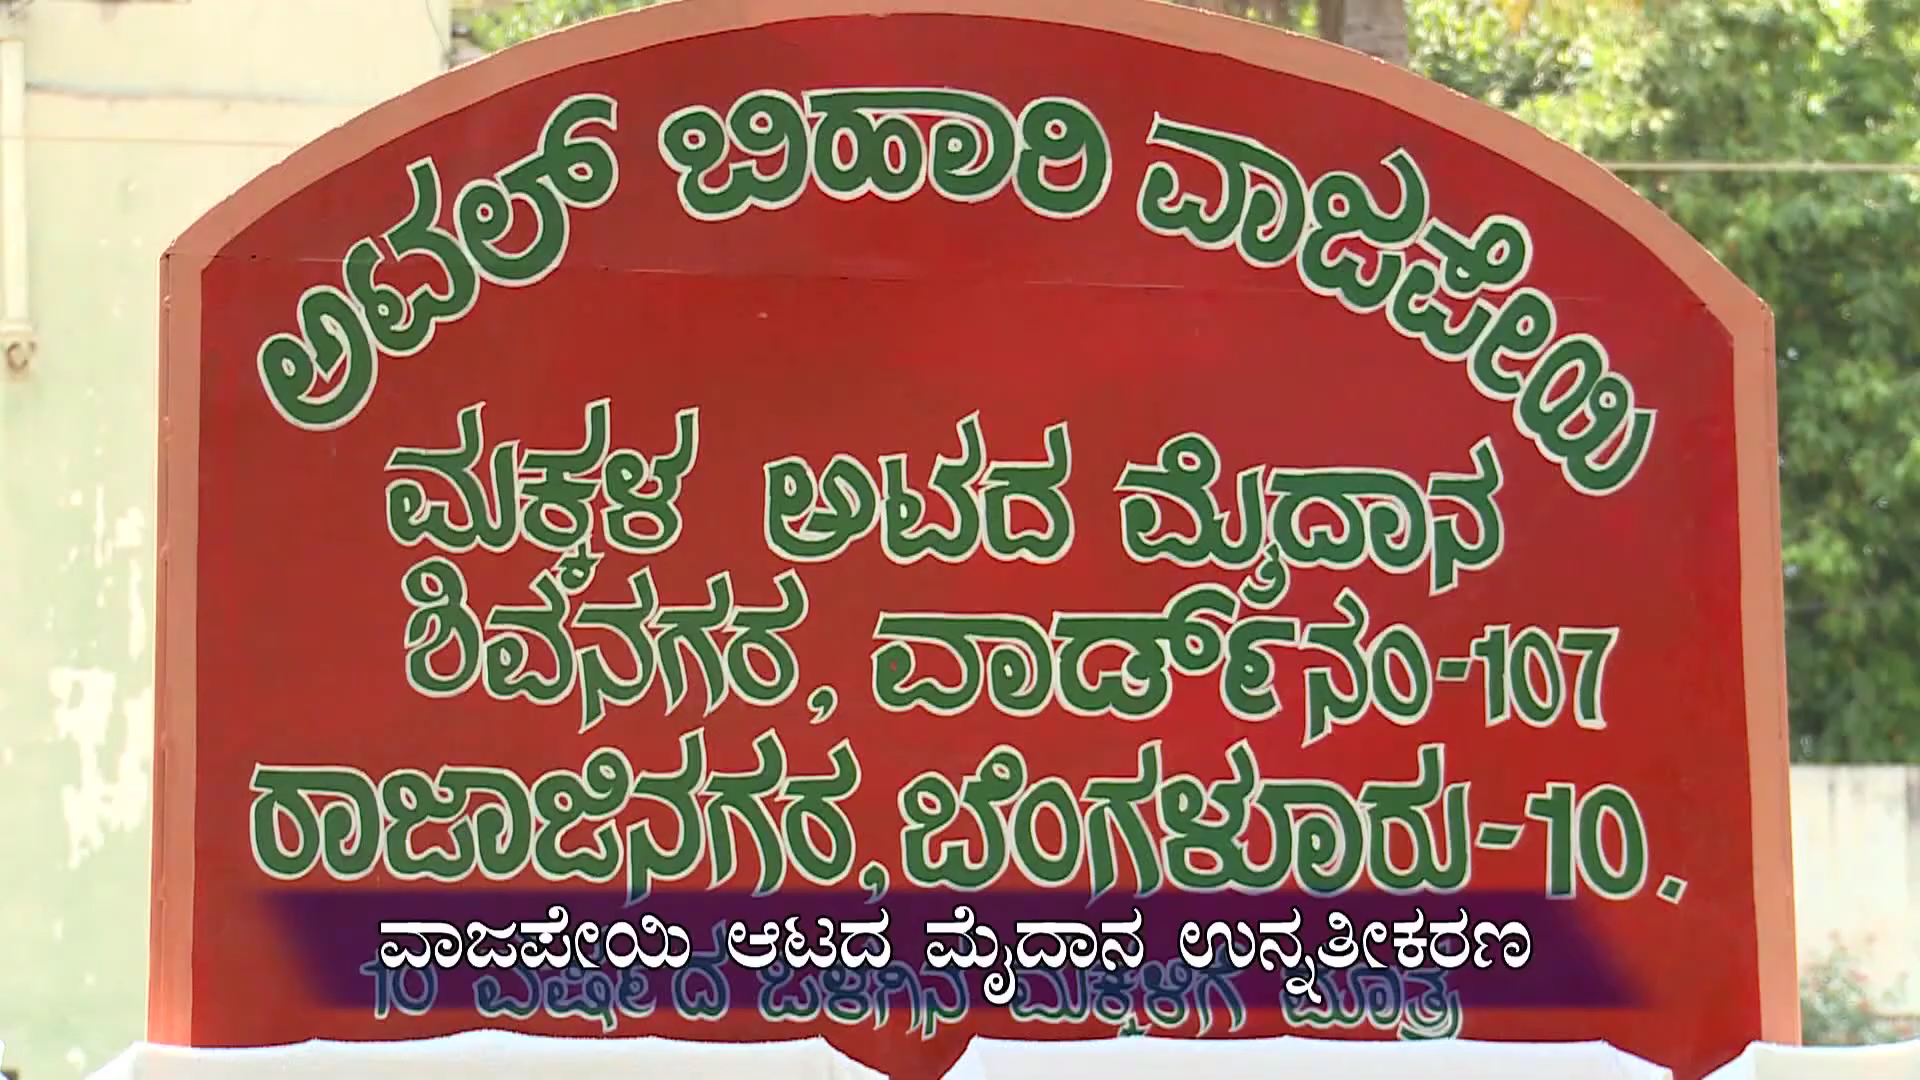 ಅಟಲ್ ಬಿಹಾರಿ ವಾಜಪೇಯಿ
ಮಕ್ಕಳ ಅಟದ ಮೈದಾನ
ಶಿವನಗರ, ವಾರ್ಡ್‌ನಂ-107
ರಾಜಾಜಿನಗರ, ಬೆಂಗಳೂರು-10.
ವಾಜಪೇಯಿ ಆಟದ ಮೈದಾನ ಉನ್ನತೀಕರಣ
10 ವರ್ಷದ ಒಳಗಿನ ಮಕ್ಕಳಿಗೆ ಮಾತ್ರ